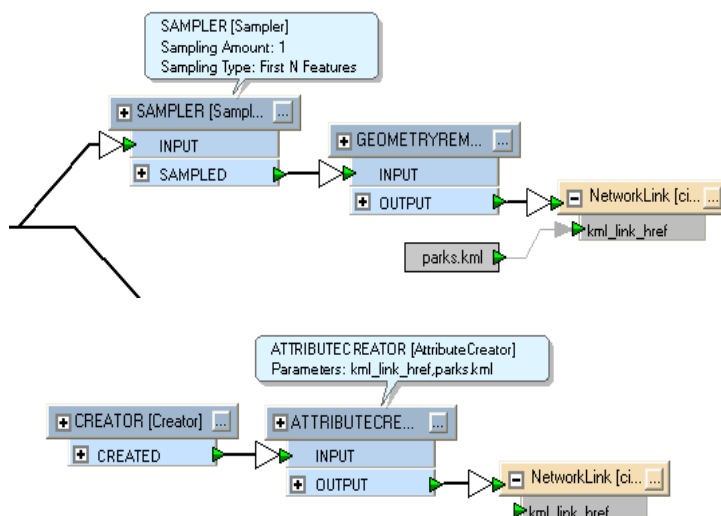 SAMPLER [Sampler]
Sampling Amount: 1
Sampling Type: First N Features
SAMPLER [Sampl... ...
INPUT
SAMPLED
GEOMETRYREM... ...
INPUT
OUTPUT
NetworkLink [ci... ...
kml_link_href
parks.kml
ATTRIBUTECREATOR [AttributeCreator]
Parameters: kml_link_href,parks.kml
CREATOR [Creator] ...
CREATED
ATTRIBUTECRE... ...
INPUT
OUTPUT
NetworkLink [ci... ...
kml_link_href